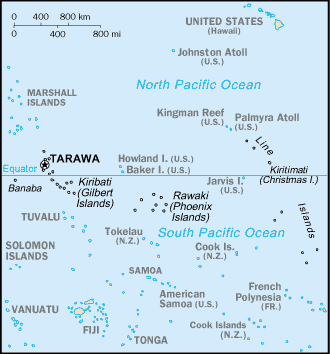 0 400 800 km
0 400 800 mi
UNITED STATES
(Hawaii)
Johnston Atoll
(U.S.)
North Pacific Ocean
MARSHALL
ISLANDS
Kingman Reef
(U.S.)
Palmyra Atoll
(U.S.)
Line
TARAWA
Equator
Howland I. (U.S.)
Baker I. (U.S.)
Kiritimati
(Christmas I.)
Jarvis I.
(U.S.)
Banaba
Kiribati
(Gilbert
Islands)
Rawaki
(Phoenix
Islands)
Islands
TUVALU
Tokelau
(N.Z.)
South Pacific Ocean
SOLOMON
ISLANDS
Cook Is.
(N.Z.)
SAMOA
American
Samoa (U.S.)
French
Polynesia
(FR.)
VANUATU
FIJI
TONGA
Cook Islands
(N.Z.)